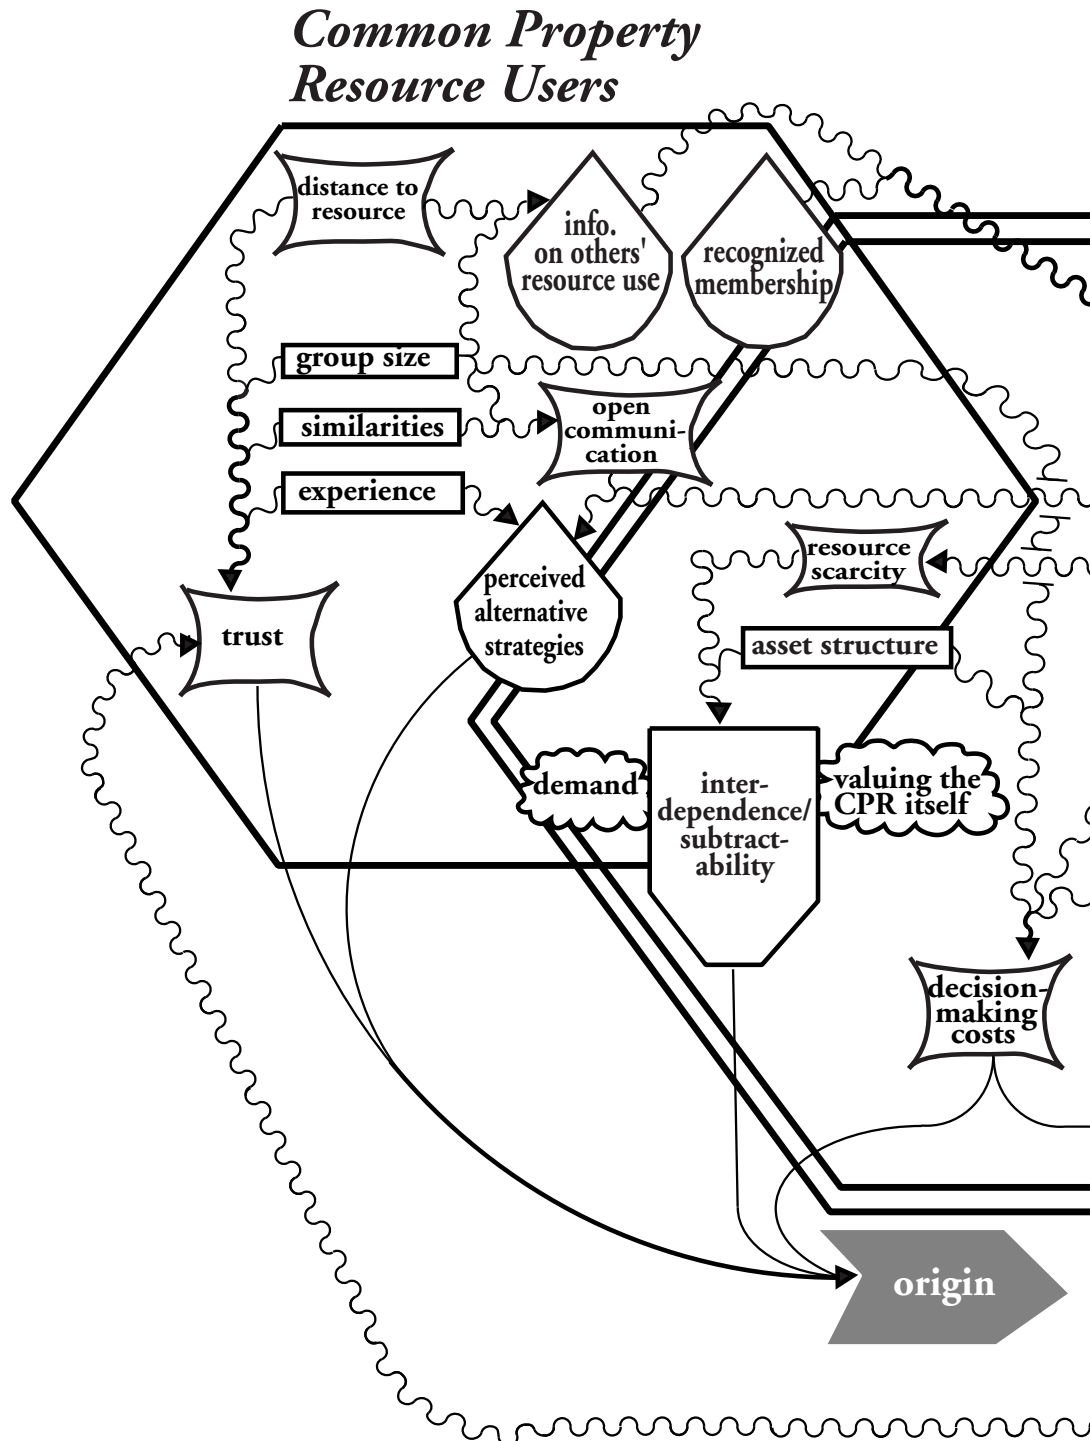 Common Property
Resource Users
distance to
resource
info.
on others'
resource use
recognized
membership
group size
open
communi-
cation
similarities
experience
resource
scarcity
perceived
alternative
strategies
trust
asset structure
demand
inter-
dependence/
subtract-
ability
valuing the
CPR itself
decision-
making
costs
origin